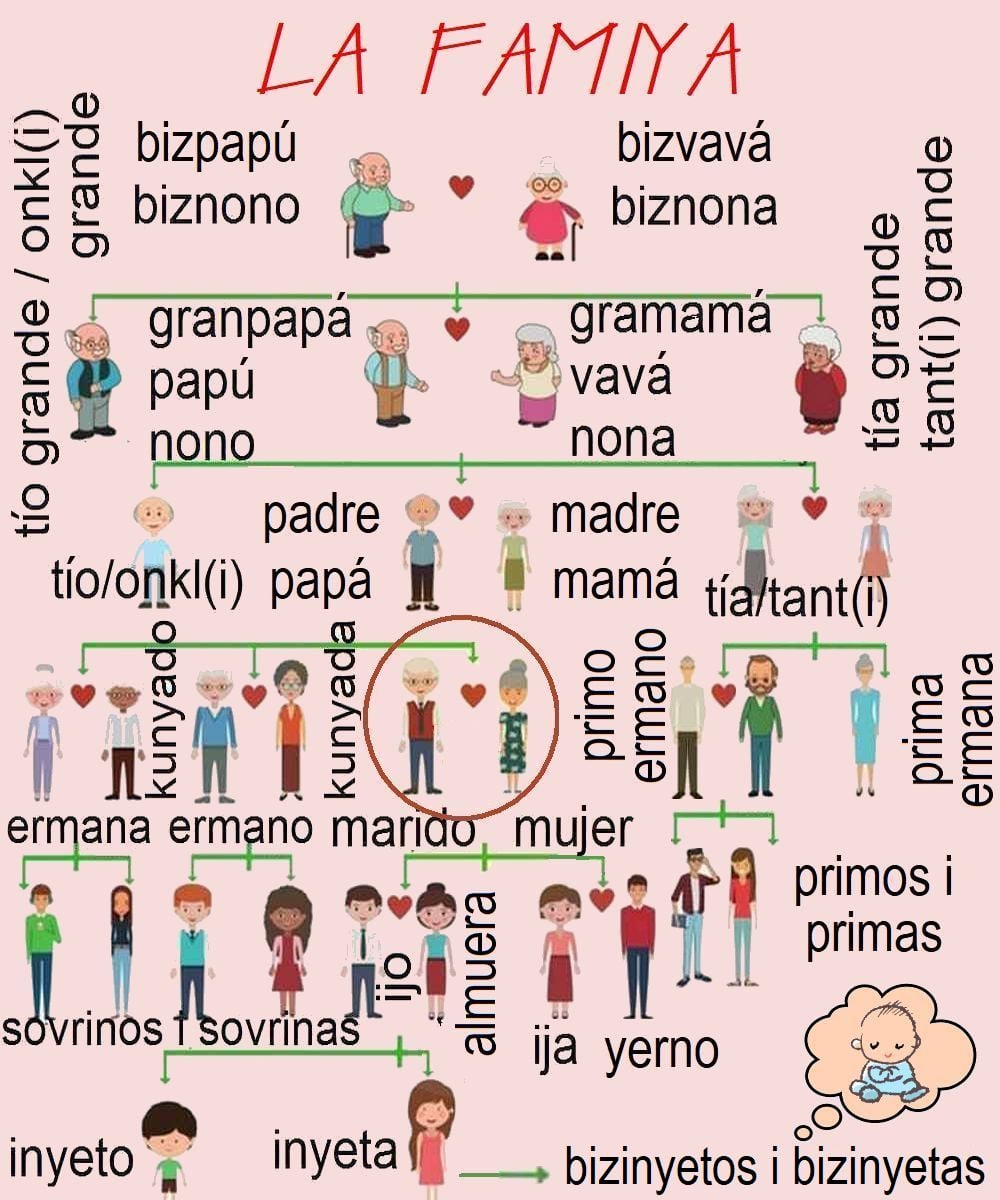 LA FAMIYA
tío grande / onkl(i)
grande
bizpapú
biznono
bizvavá
biznona
tía grande
tant(i) grande
granpapá
papú
nono
gramamá
vavá
nona
tío/onkl(i)
padre
papá
madre
mamá
tía/tant(i)
kunyado
kunyada
primo
ermano
prima
ermana
ermana
ermano
marido
mujer
primos i
primas
sovrinos i sovrinas
ijo
almuera
ija
yerno
inyeto
inyeta
bizinyetos i bizinyetas